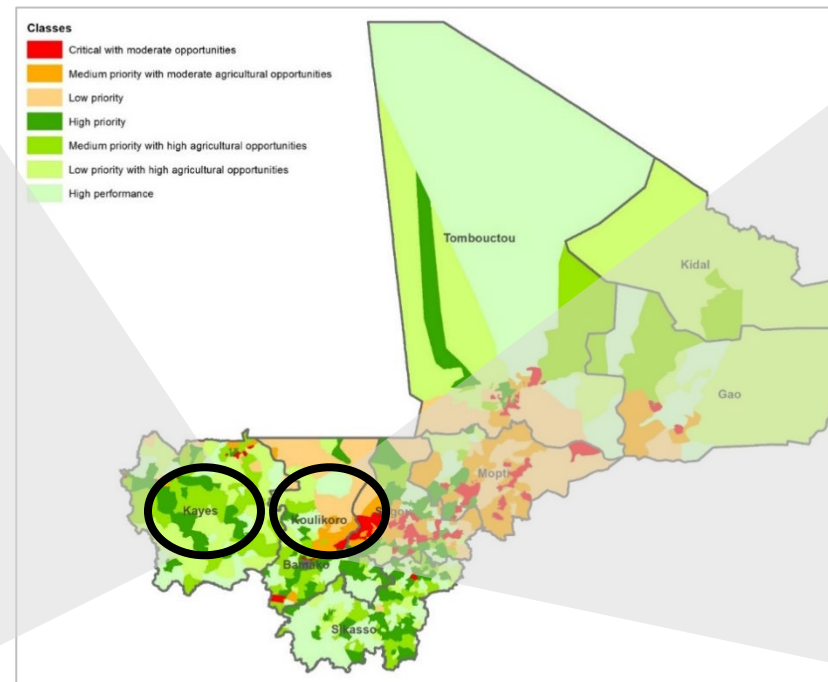 Classes
Critical with moderate opportunities
Medium priority with moderate agricultural opportunities
Low priority
High priority
Medium priority with high agricultural opportunities
Low priority with high agricultural opportunities
High performance
Tombouctou
Kidal
Gao
Mopti
Kayes
Koulikoro
Segou
Bamako
Sikasso